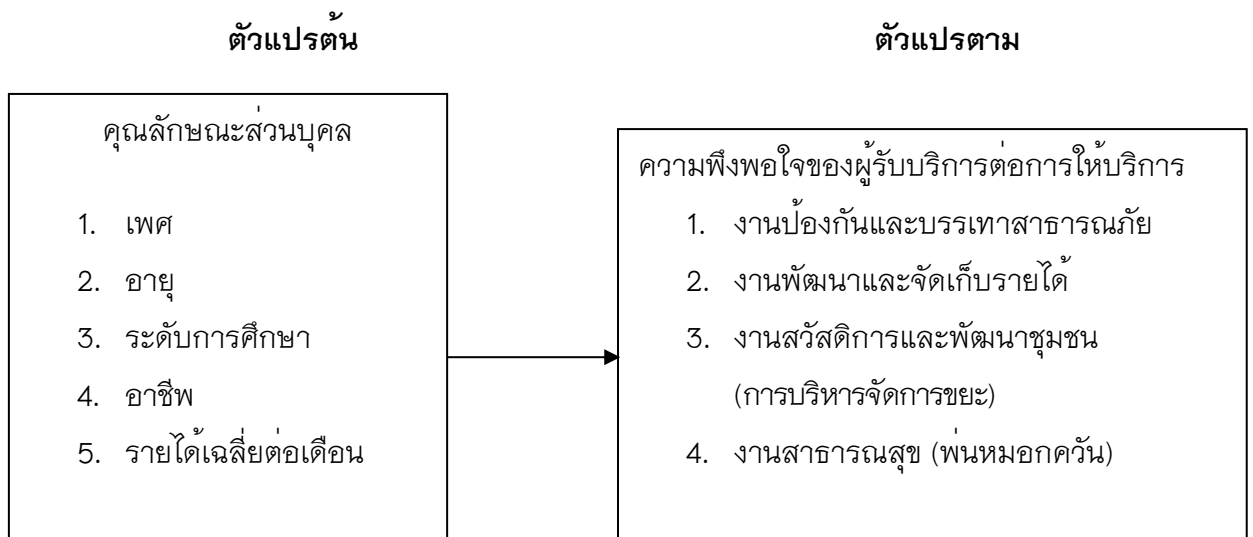 ตัวแปรต้น
ตัวแปรตาม
คุณลักษณะส่วนบุคล
1. เพศ
2. อายุ
3. ระดับการศึกษา
4. อาชีพ
5. รายได้เฉลี่ยต่อเดือน
ความพึงพอใจของผู้รับบริการต่อการให้บริการ
1. งานป้องกันและบรรเทาสาธารณภัย
2. งานพัฒนาและจัดเก็บรายได้
3. งานสวัสดิการและพัฒนาชุมชน
(การบริหารจัดการขยะ)
4. งานสาธารณสุข (พ่นหมอกควัน)